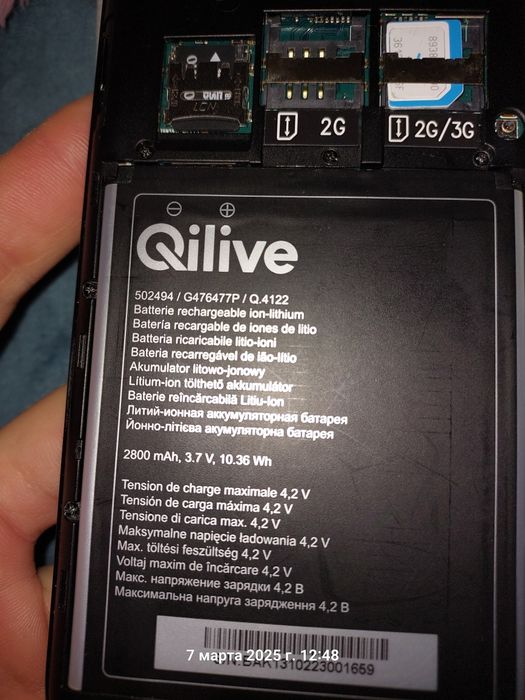 2G
2G/3G
Qilive
502494 / G476477P / Q.4122
Batterie rechargeable ion-lithium
Batería recargable de iones de litio
Batteria ricaricabile litio-ioni
Bateria recarregável de ião-lítio
Akumulator litowo-jonowy
Lítium-ion tölthető akkumulátor
Baterie reîncărcabilă Litiu-Ion
Литий-ионная аккумуляторная батарея
Йонно-літієва акумуляторна батарея
2800 mAh, 3.7 V, 10.36 Wh
Tension de charge maximale 4,2 V
Tensión de carga máxima 4,2 V
Tensione di carica max. 4,2 V
Maksymalne napięcie ładowania 4,2 V
Max. töltési feszültség 4,2 V
Voltaj maxim de încărcare 4,2 V
Макс. напряжение зарядки 4,2 В
Максимальна напруга зарядження 4,2 В
7 марта 2025 г. 12:48
P/N:BAK1310223001659